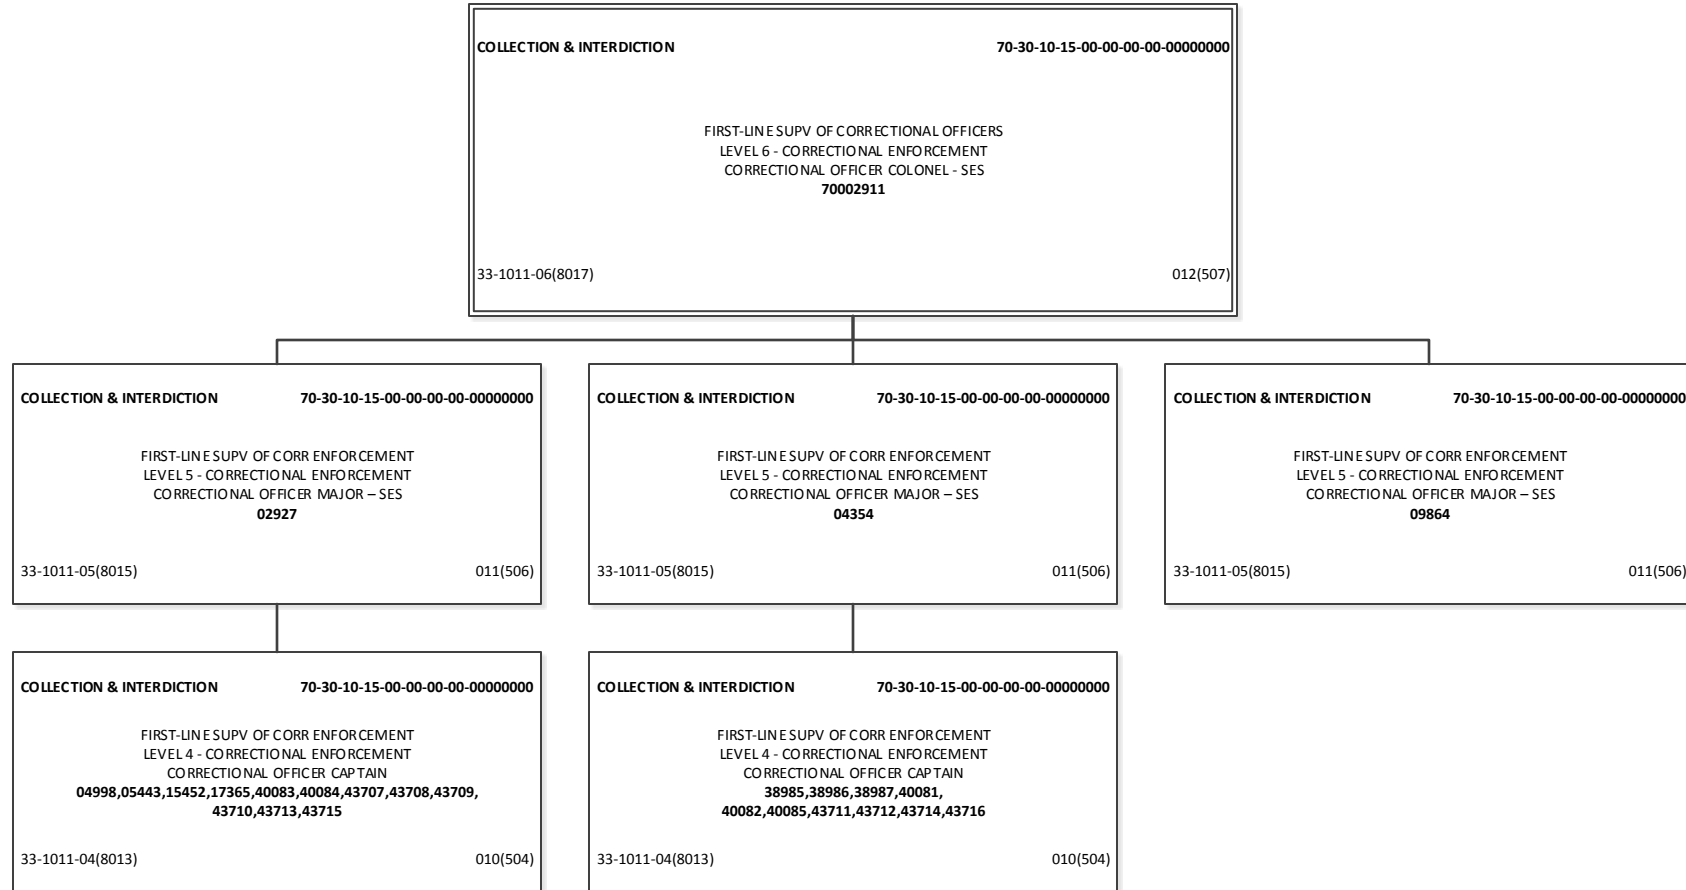 COLLECTION & INTERDICTION 70-30-10-15-00-00-00-00-00000000
FIRST-LINE SUPV OF CORRECTIONAL OFFICERS
LEVEL 6 - CORRECTIONAL ENFORCEMENT
CORRECTIONAL OFFICER COLONEL - SES
70002911
33-1011-06(8017) 012(507)
COLLECTION & INTERDICTION 70-30-10-15-00-00-00-00-00000000
FIRST-LINE SUPV OF CORR ENFORCEMENT
LEVEL 5 - CORRECTIONAL ENFORCEMENT
CORRECTIONAL OFFICER MAJOR – SES
02927
33-1011-05(8015) 011(506)
COLLECTION & INTERDICTION 70-30-10-15-00-00-00-00-00000000
FIRST-LINE SUPV OF CORR ENFORCEMENT
LEVEL 5 - CORRECTIONAL ENFORCEMENT
CORRECTIONAL OFFICER MAJOR – SES
04354
33-1011-05(8015) 011(506)
COLLECTION & INTERDICTION 70-30-10-15-00-00-00-00-00000000
FIRST-LINE SUPV OF CORR ENFORCEMENT
LEVEL 5 - CORRECTIONAL ENFORCEMENT
CORRECTIONAL OFFICER MAJOR – SES
09864
33-1011-05(8015) 011(506)
COLLECTION & INTERDICTION 70-30-10-15-00-00-00-00-00000000
FIRST-LINE SUPV OF CORR ENFORCEMENT
LEVEL 4 - CORRECTIONAL ENFORCEMENT
CORRECTIONAL OFFICER CAPTAIN
04998,05443,15452,17365,40083,40084,43707,43708,43709,
43710,43713,43715
33-1011-04(8013) 010(504)
COLLECTION & INTERDICTION 70-30-10-15-00-00-00-00-00000000
FIRST-LINE SUPV OF CORR ENFORCEMENT
LEVEL 4 - CORRECTIONAL ENFORCEMENT
CORRECTIONAL OFFICER CAPTAIN
38985,38986,38987,40081,
40082,40085,43711,43712,43714,43716
33-1011-04(8013) 010(504)